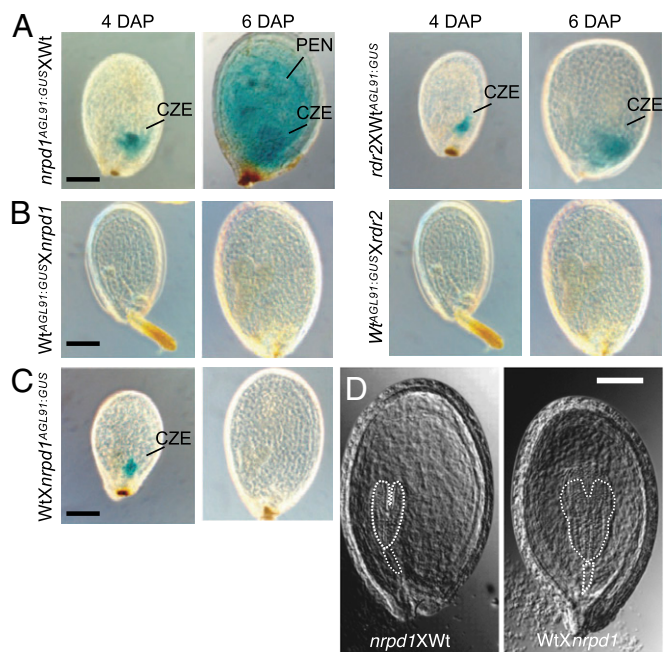 A
4 DAP
6 DAP
4 DAP
6 DAP
nrpd1AGL91:GUSXWt
CZE
PEN
CZE
rdr2XWtAGL91:GUS
CZE
CZE
B
WtAGL91:GUSXnrpd1
WtAGL91:GUSXrdr2
C
WtXnrpd1AGL91:GUS
CZE
D
nrpd1XWt
WtXnrpd1